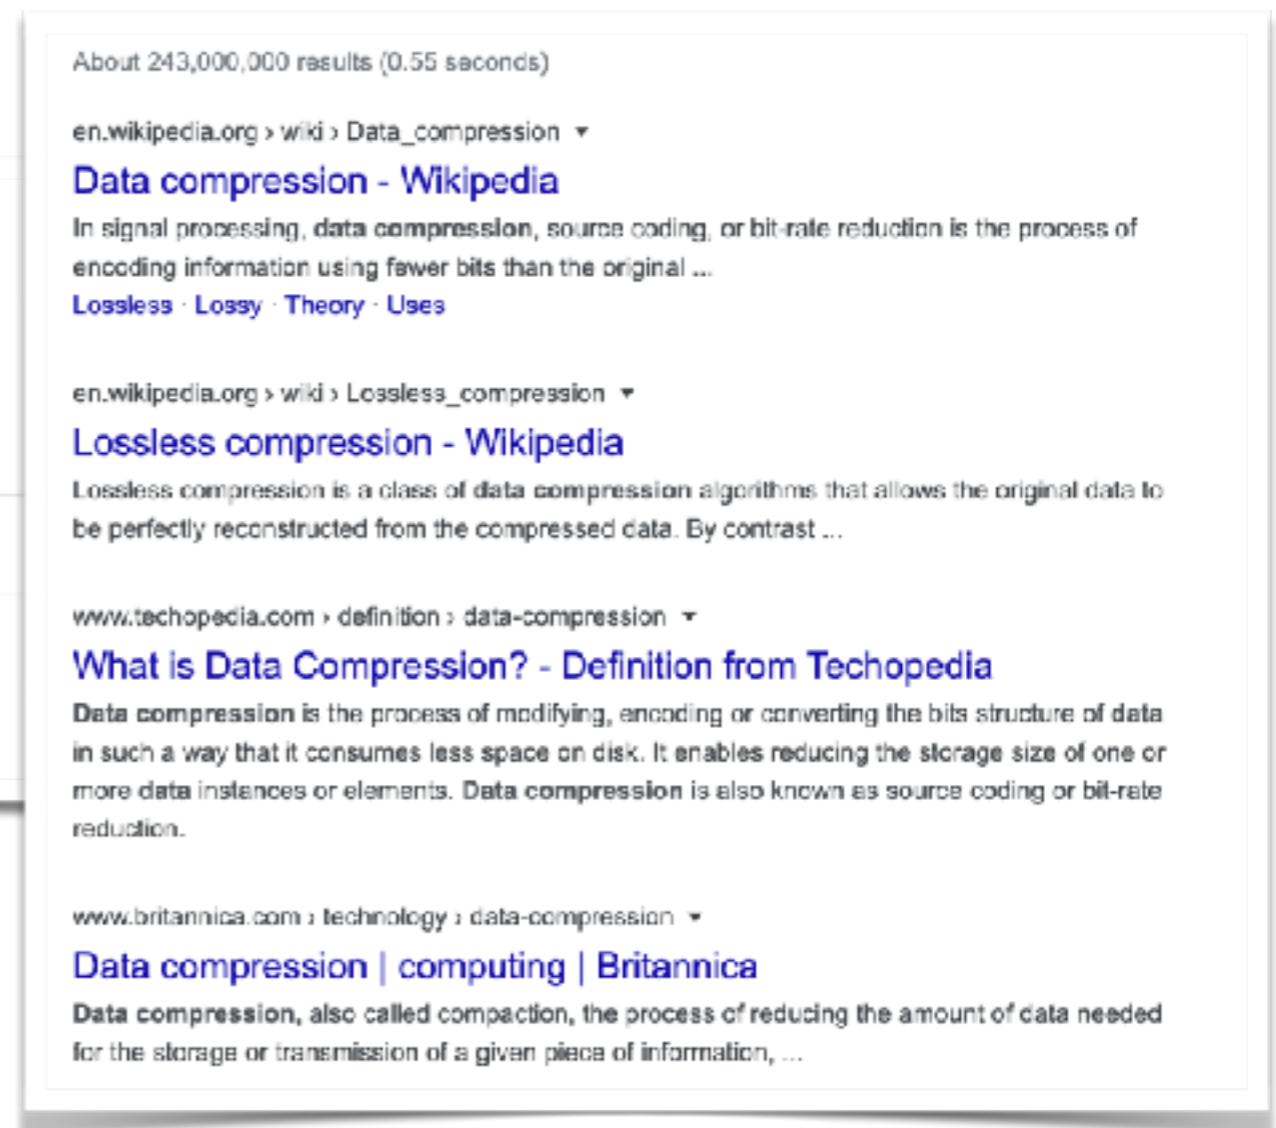 About 243,000,000 results (0.55 seconds)
en.wikipedia.org › wiki › Data_compression ▼
Data compression - Wikipedia
In signal processing, data compression, source coding, or bit-rate reduction is the process of
encoding information using fewer bits than the original ...
Lossless · Lossy · Theory · Uses
en.wikipedia.org › wiki › Lossless_compression ▼
Lossless compression - Wikipedia
Lossless compression is a class of data compression algorithms that allows the original data to
be perfectly reconstructed from the compressed data. By contrast ...
www.techopedia.com › definition › data-compression ▼
What is Data Compression? - Definition from Techopedia
Data compression is the process of modifying, encoding or converting the bits structure of data
in such a way that it consumes less space on disk. It enables reducing the storage size of one or
more data instances or elements. Data compression is also known as source coding or bit-rate
reduction.
www.britannica.com › technology › data-compression ▼
Data compression | computing | Britannica
Data compression, also called compaction, the process of reducing the amount of data needed
for the storage or transmission of a given piece of information, ...